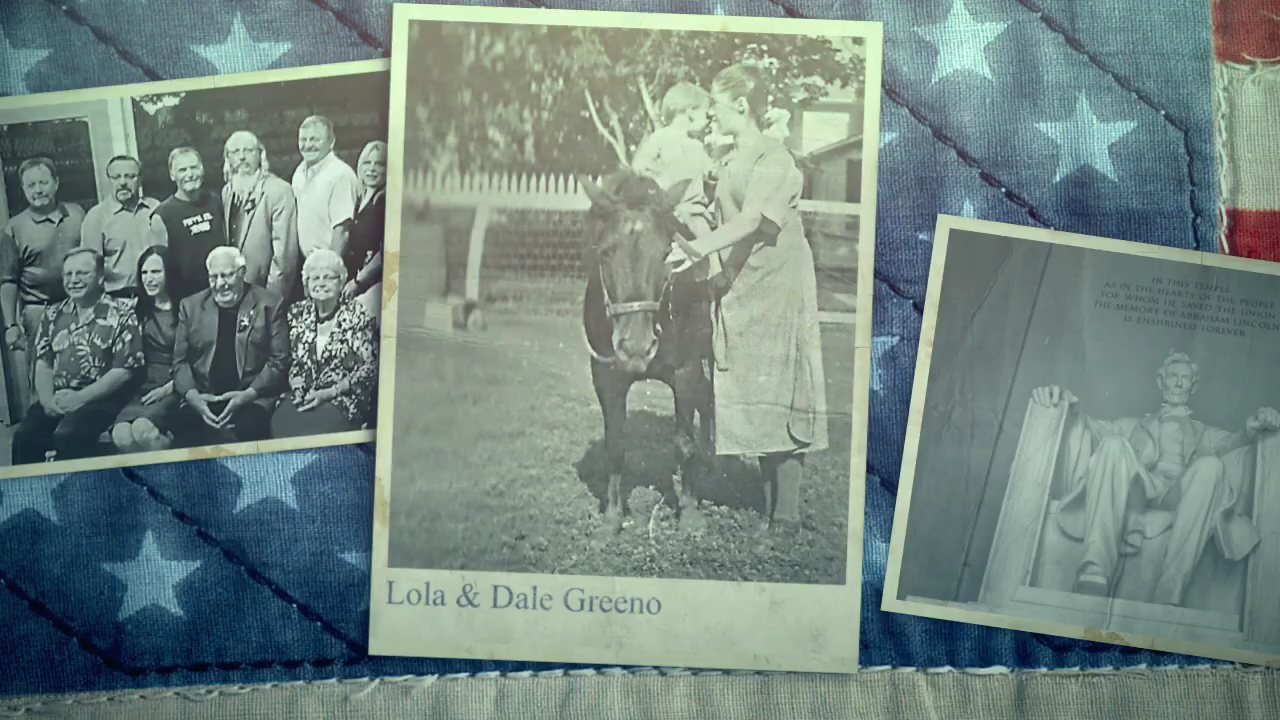 Lola & Dale Greeno
IN THIS TEMPLE
AS IN THE HEARTS OF THE PEOPLE
FOR WHOM HE SAVED THE UNION
THE MEMORY OF ABRAHAM LINCOLN
IS ENSHRINED FOREVER